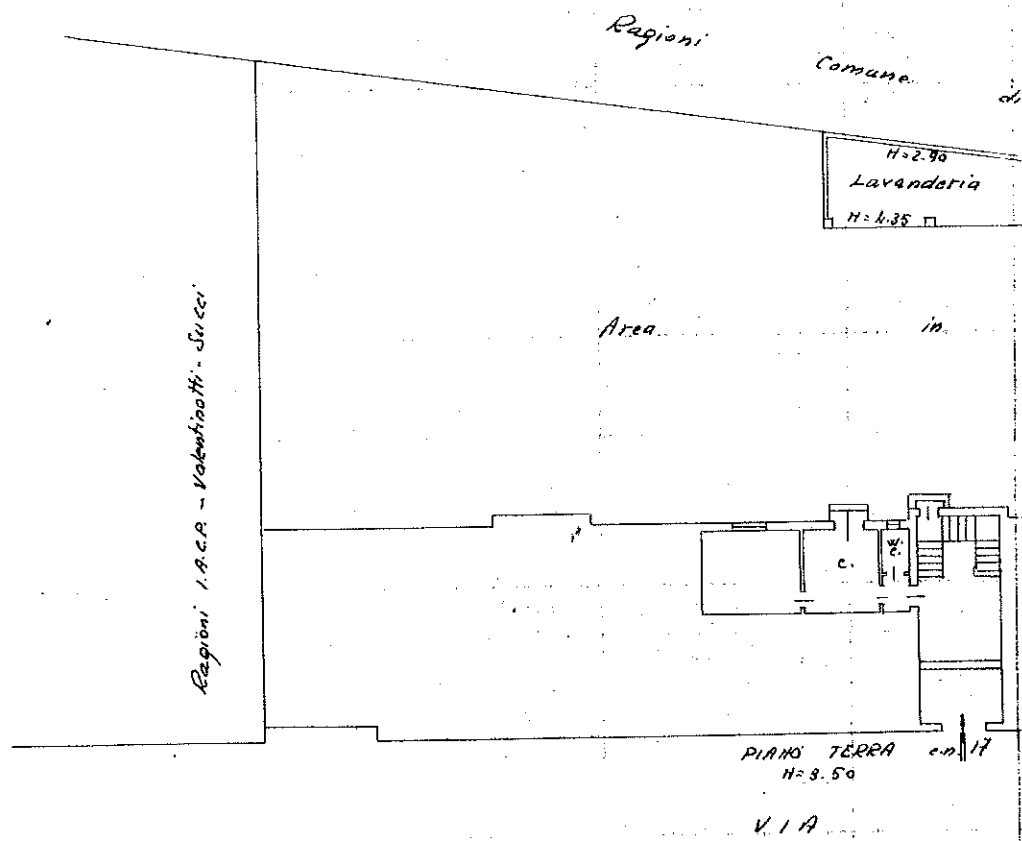 Ragioni
Comune
di
H=2.90
Lavanderia
H=4.35
Area
in
Ragioni I.A.C.P. - Valentinotti - Succi
w.
c.
c.
PIANO TERRA
c.n. 17
H=3.50
VIA